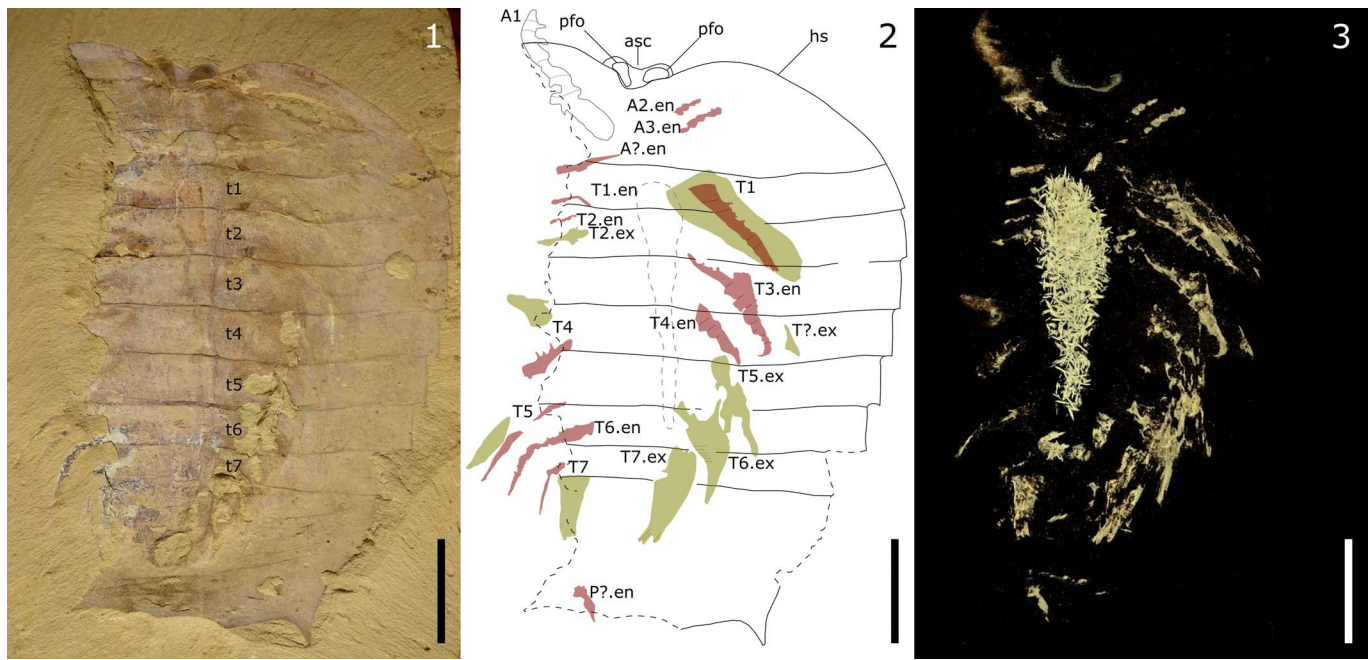 1
t1
t2
t3
t4
t5
t6
t7
2
A1
pfo
asc
pfo
hs
A2.en
A3.en
A?.en
T1
T1.en
T2.en
T2.ex
T3.en
T4
T4.en
T?.ex
T5.ex
T5
T6.en
T7
T7.ex
T6.ex
P?.en
3